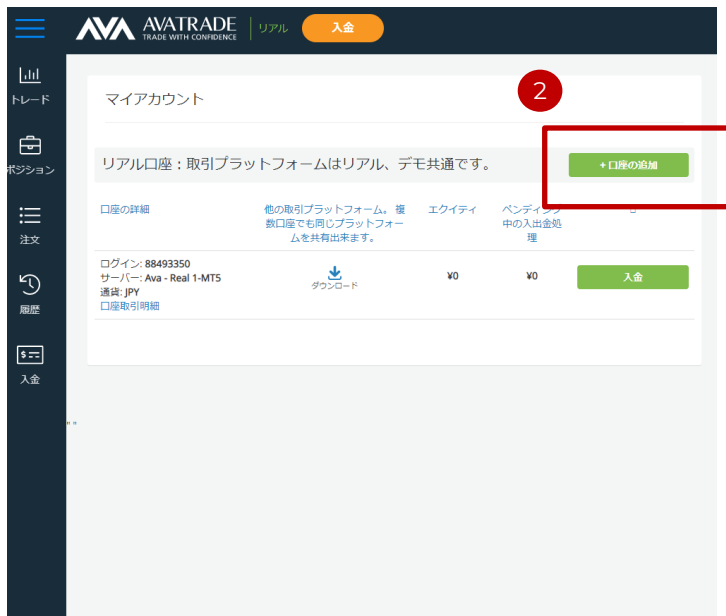 AVA AVATRADE
TRADE WITH CONFIDENCE
リアル
入金
トレード
ポジション
注文
履歴
入金
マイアカウント
2
リアル口座：取引プラットフォームはリアル、デモ共通です。
+口座の追加
口座の詳細
他の取引プラットフォーム。 複
数口座でも同じプラットフォー
ムを共有出来ます。
エクイティ
ペンディング
中の入出金処
理
ログイン: 88493350
サーバー: Ava - Real 1-MT5
通貨: JPY
口座取引明細
ダウンロード
¥0
¥0
入金
" "